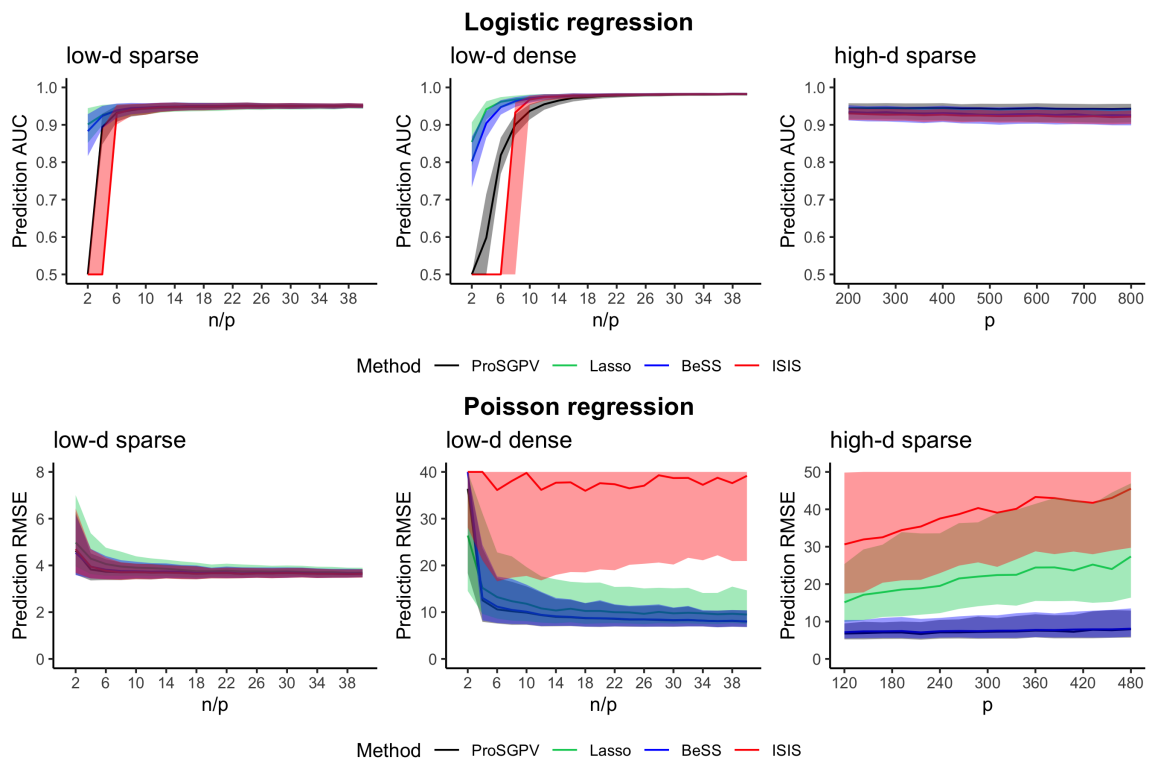 Logistic regression
low-d sparse
low-d dense
high-d sparse
Prediction AUC
1.0
0.9
0.8
0.7
0.6
0.5
2 6 10 14 18 22 26 30 34 38
n/p
Prediction AUC
1.0
0.9
0.8
0.7
0.6
0.5
2 6 10 14 18 22 26 30 34 38
n/p
Prediction AUC
1.0
0.9
0.8
0.7
0.6
0.5
200 300 400 500 600 700 800
p
Method ProSGPV Lasso BeSS ISIS
Poisson regression
low-d sparse
low-d dense
high-d sparse
Prediction RMSE
8
6
4
2
0
2 6 10 14 18 22 26 30 34 38
n/p
Prediction RMSE
40
30
20
10
0
2 6 10 14 18 22 26 30 34 38
n/p
Prediction RMSE
50
40
30
20
10
0
120 180 240 300 360 420 480
p
Method ProSGPV Lasso BeSS ISIS